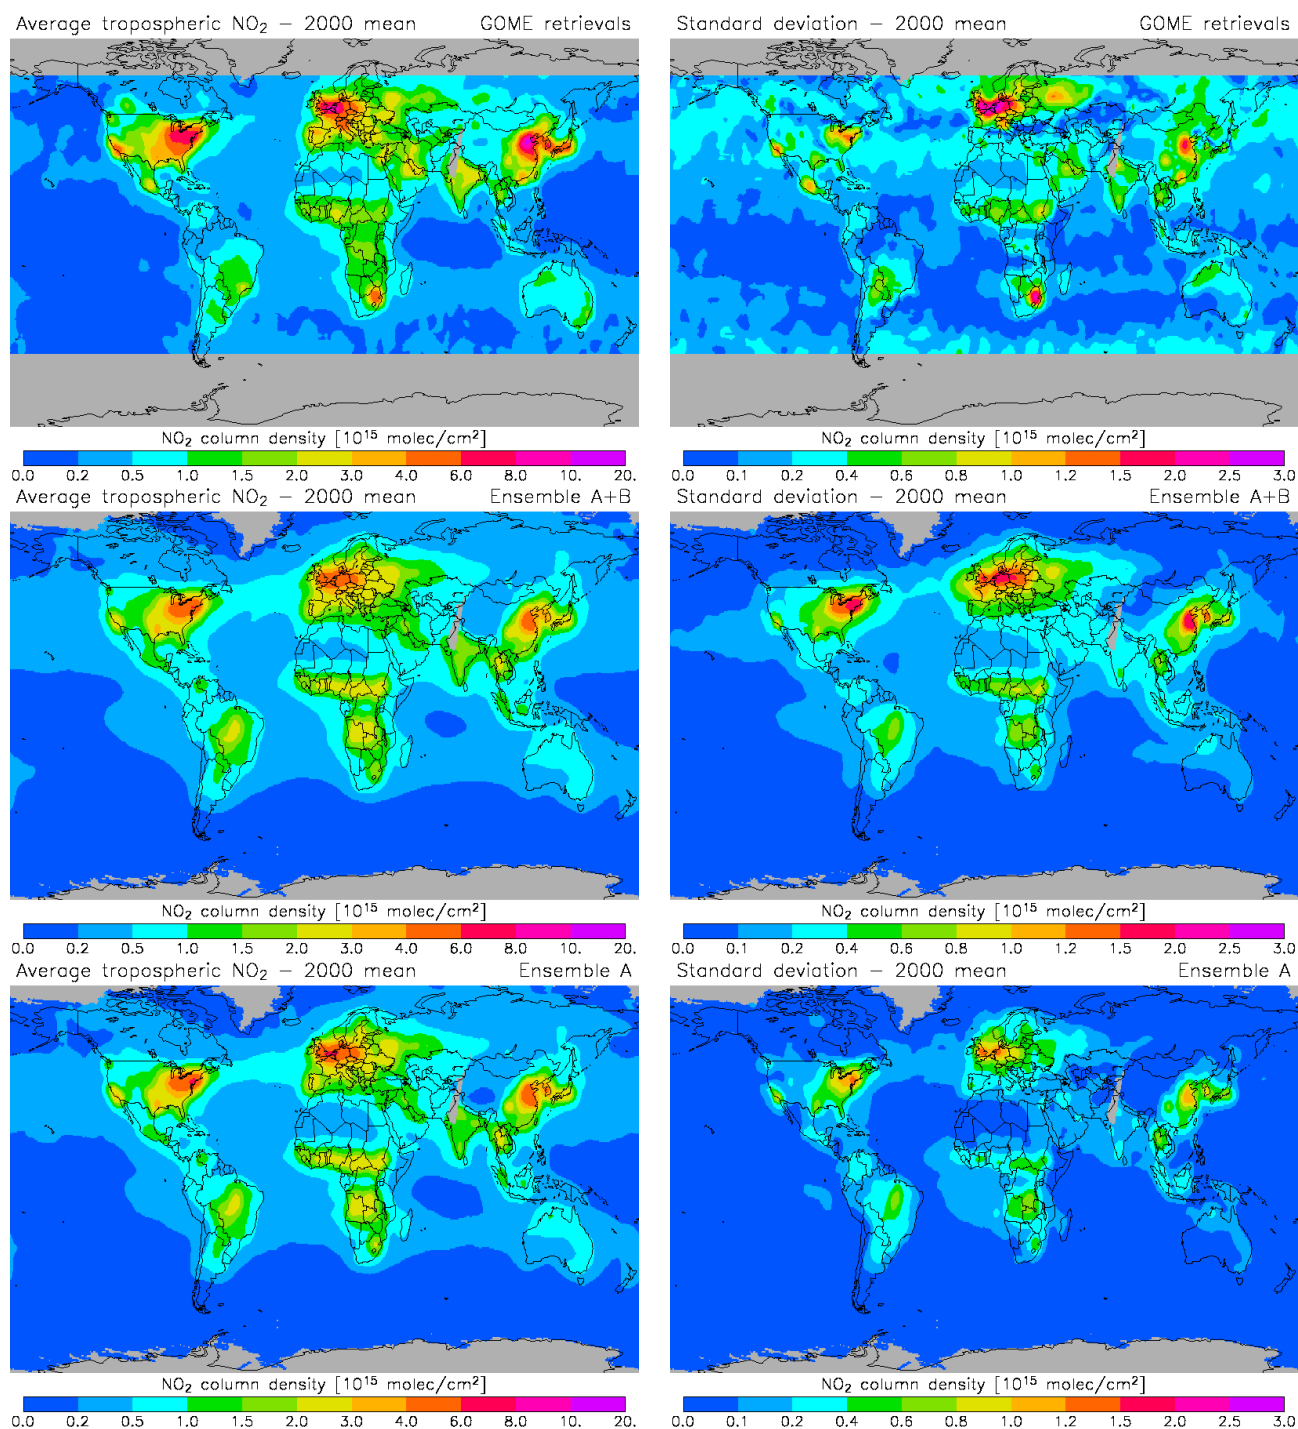 Average tropospheric NO₂ – 2000 mean GOME retrievals
Standard deviation – 2000 mean GOME retrievals
NO₂ column density [10¹⁵ molec/cm²]
0.0 0.2 0.5 1.0 1.5 2.0 3.0 4.0 6.0 8.0 10. 20.
NO₂ column density [10¹⁵ molec/cm²]
0.0 0.1 0.2 0.4 0.6 0.8 1.0 1.2 1.5 2.0 2.5 3.0
Average tropospheric NO₂ – 2000 mean Ensemble A+B
Standard deviation – 2000 mean Ensemble A+B
NO₂ column density [10¹⁵ molec/cm²]
0.0 0.2 0.5 1.0 1.5 2.0 3.0 4.0 6.0 8.0 10. 20.
NO₂ column density [10¹⁵ molec/cm²]
0.0 0.1 0.2 0.4 0.6 0.8 1.0 1.2 1.5 2.0 2.5 3.0
Average tropospheric NO₂ – 2000 mean Ensemble A
Standard deviation – 2000 mean Ensemble A
NO₂ column density [10¹⁵ molec/cm²]
0.0 0.2 0.5 1.0 1.5 2.0 3.0 4.0 6.0 8.0 10. 20.
NO₂ column density [10¹⁵ molec/cm²]
0.0 0.1 0.2 0.4 0.6 0.8 1.0 1.2 1.5 2.0 2.5 3.0